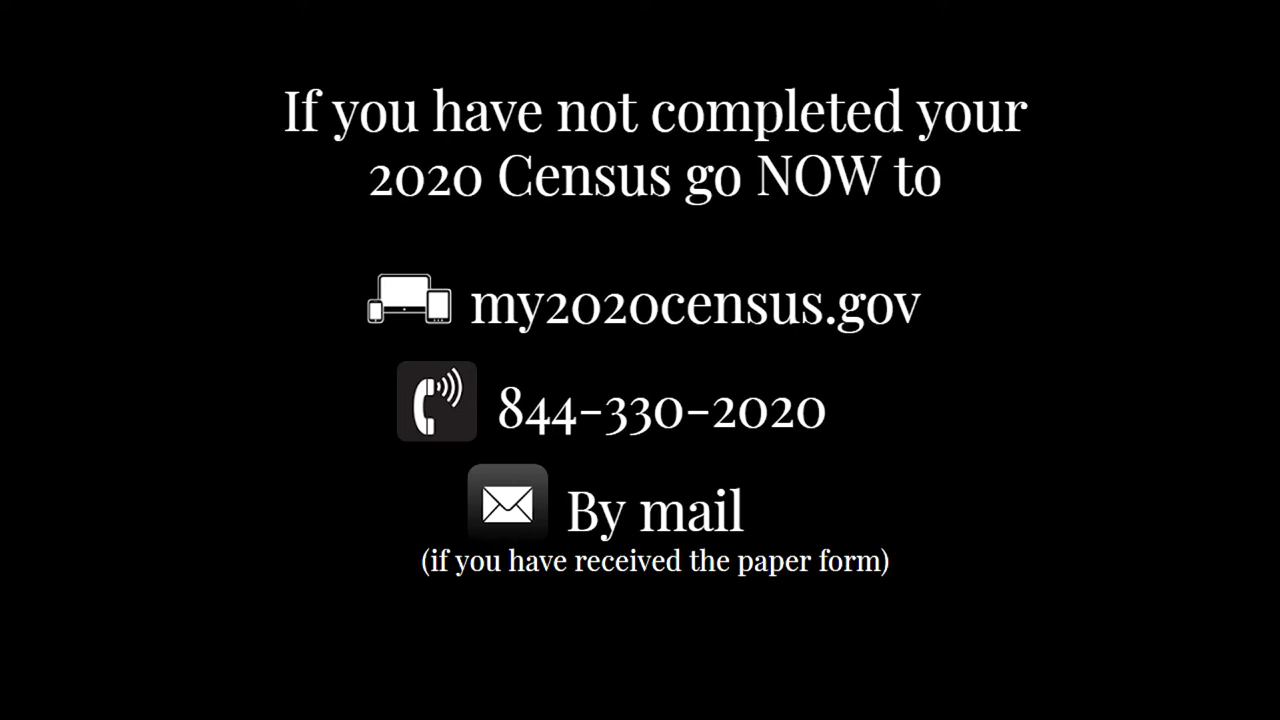 If you have not completed your
2020 Census go NOW to
my2020census.gov
844-330-2020
By mail
(if you have received the paper form)